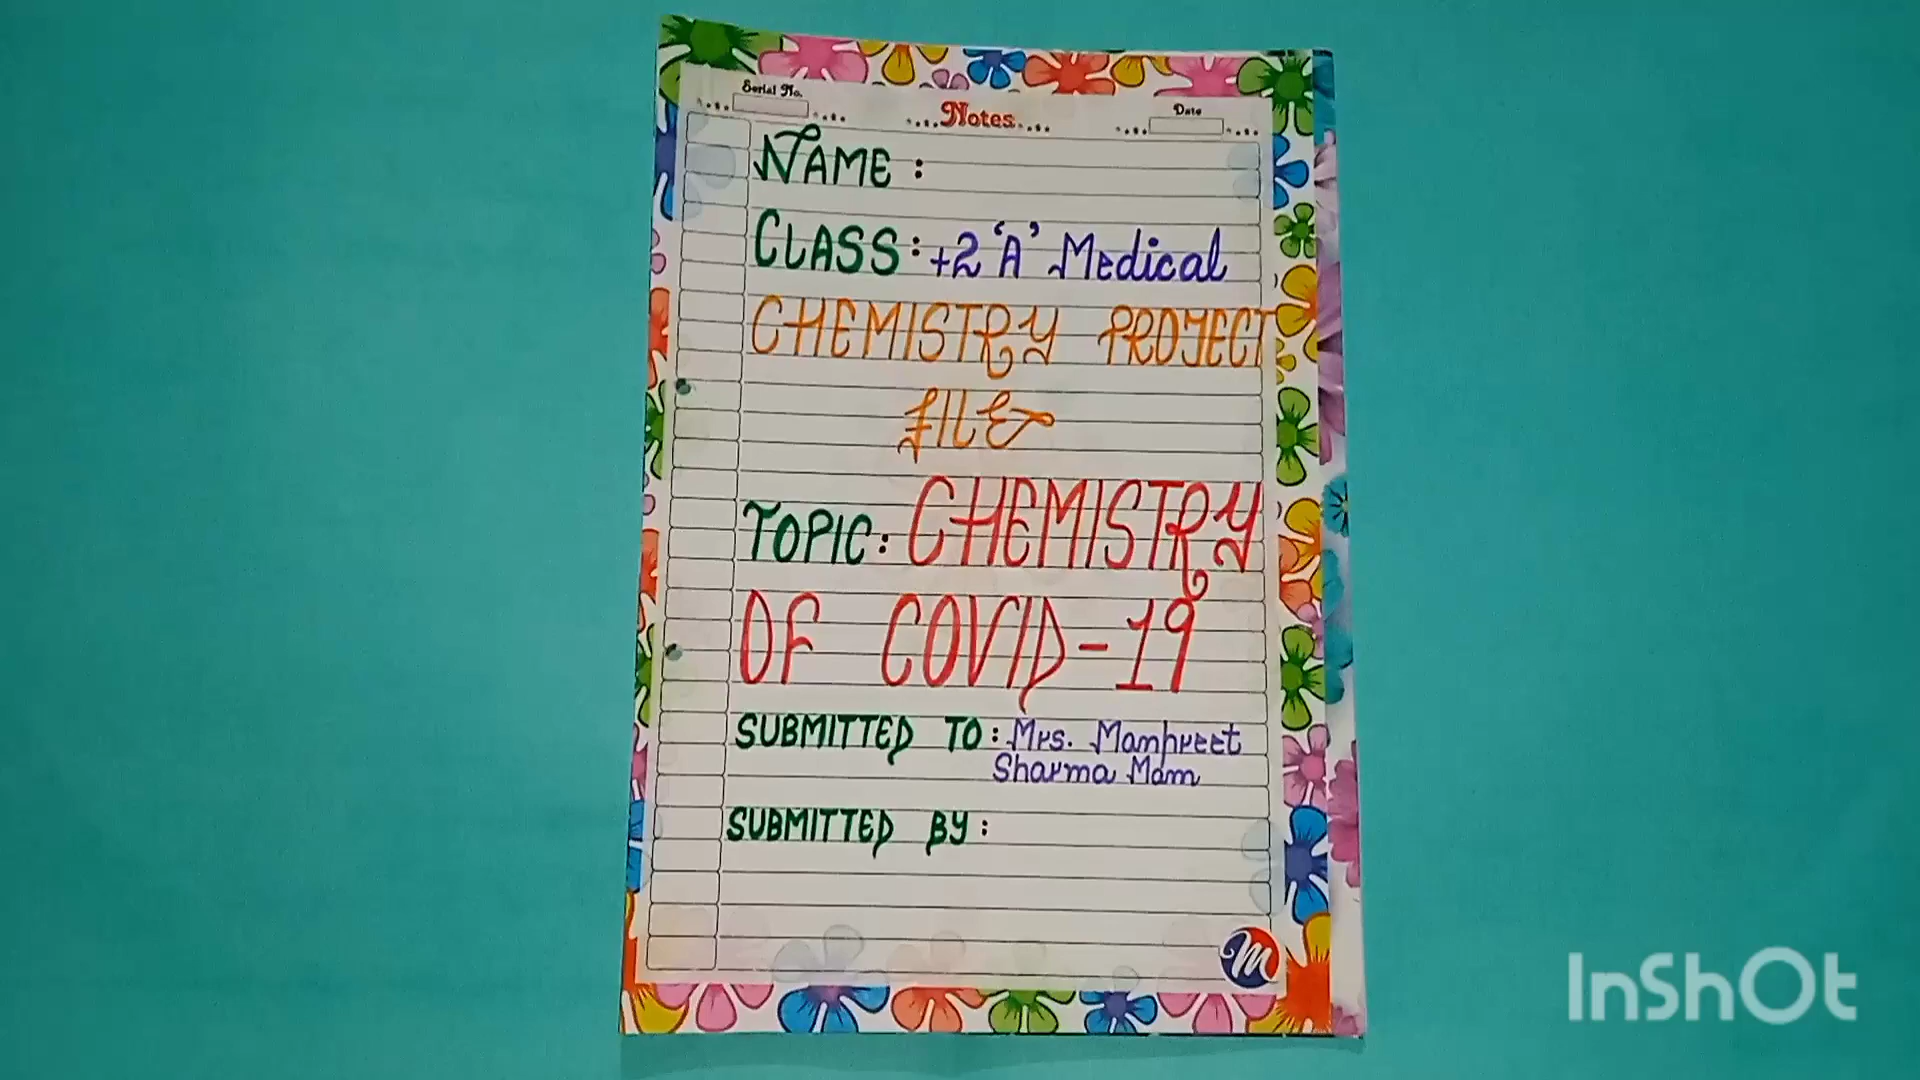 Serial No.
Notes
Date
NAME :
CLASS : +2 'A' Medical
CHEMISTRY PROJECT
FILE
TOPIC : CHEMISTRY
OF COVID-19
SUBMITTED TO : Mrs. Manpreet
Sharma Mam
SUBMITTED BY :
M
InShOt